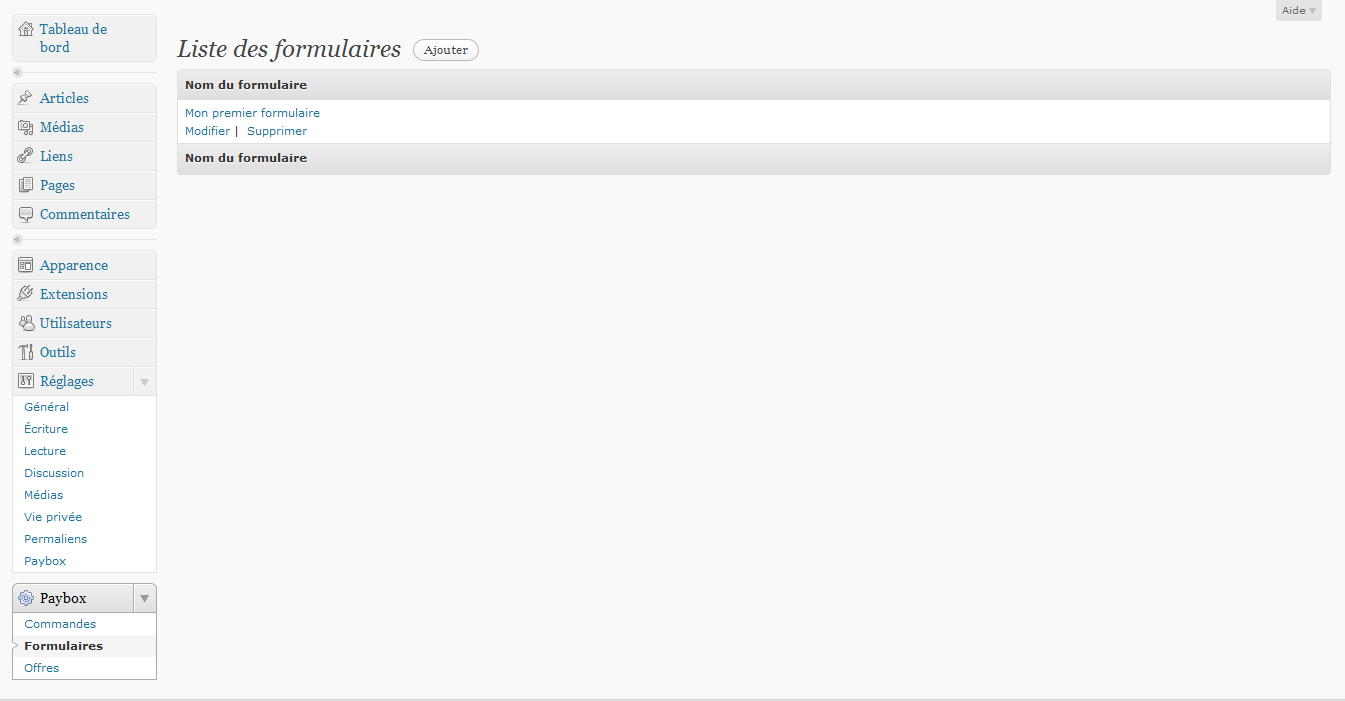 Aide
Tableau de
bord
Articles
Médias
Liens
Pages
Commentaires
Apparence
Extensions
Utilisateurs
Outils
Réglages
Général
Écriture
Lecture
Discussion
Médias
Vie privée
Permaliens
Paybox
Paybox
Commandes
Formulaires
Offres
Liste des formulaires Ajouter
Nom du formulaire
Mon premier formulaire
Modifier | Supprimer
Nom du formulaire